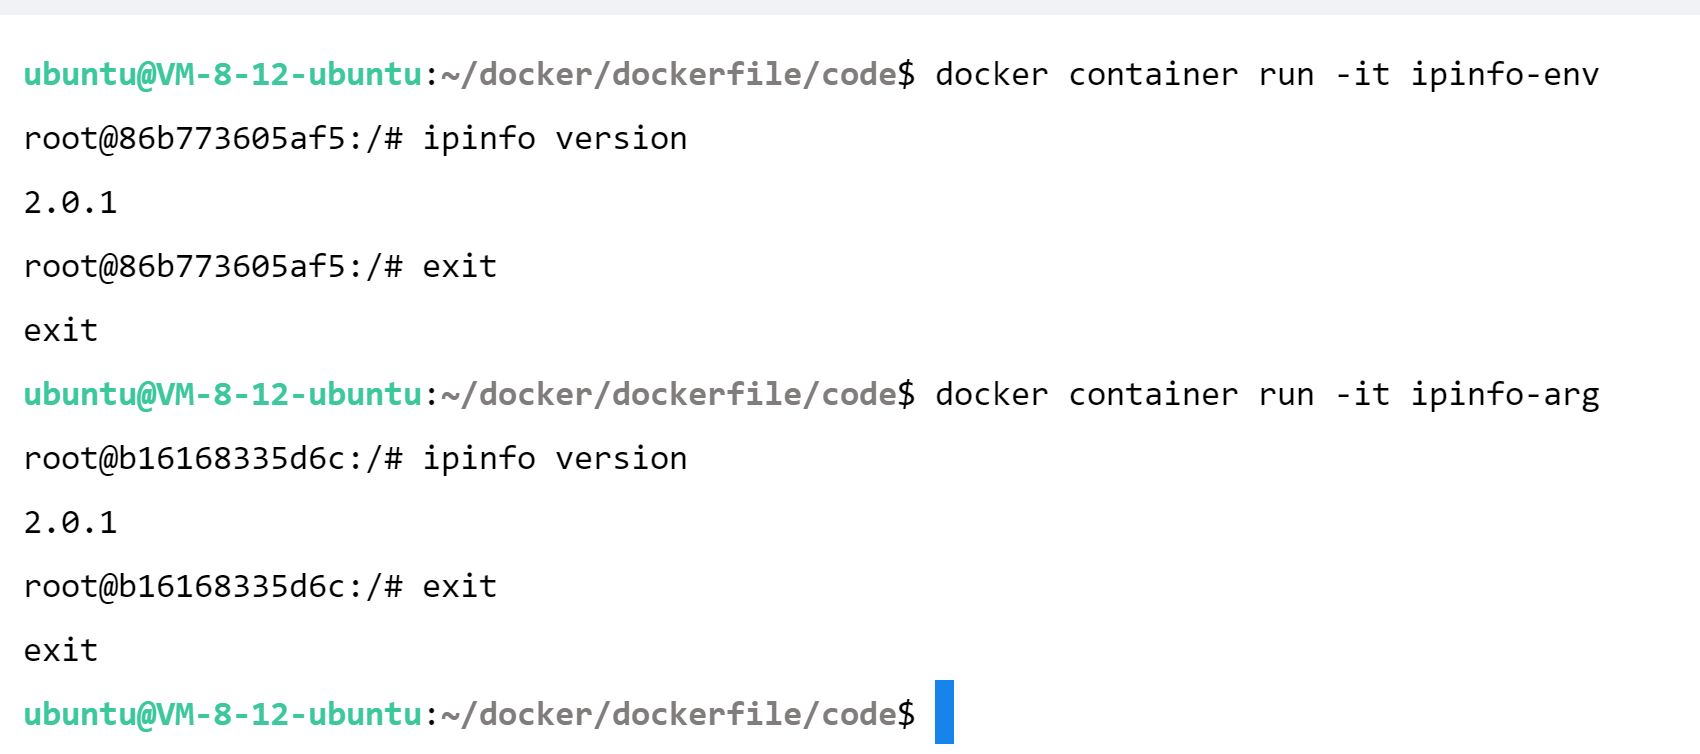 ubuntu@VM-8-12-ubuntu:~/docker/dockerfile/code$ docker container run -it ipinfo-env
root@86b773605af5:/# ipinfo version
2.0.1
root@86b773605af5:/# exit
exit
ubuntu@VM-8-12-ubuntu:~/docker/dockerfile/code$ docker container run -it ipinfo-arg
root@b16168335d6c:/# ipinfo version
2.0.1
root@b16168335d6c:/# exit
exit
ubuntu@VM-8-12-ubuntu:~/docker/dockerfile/code$